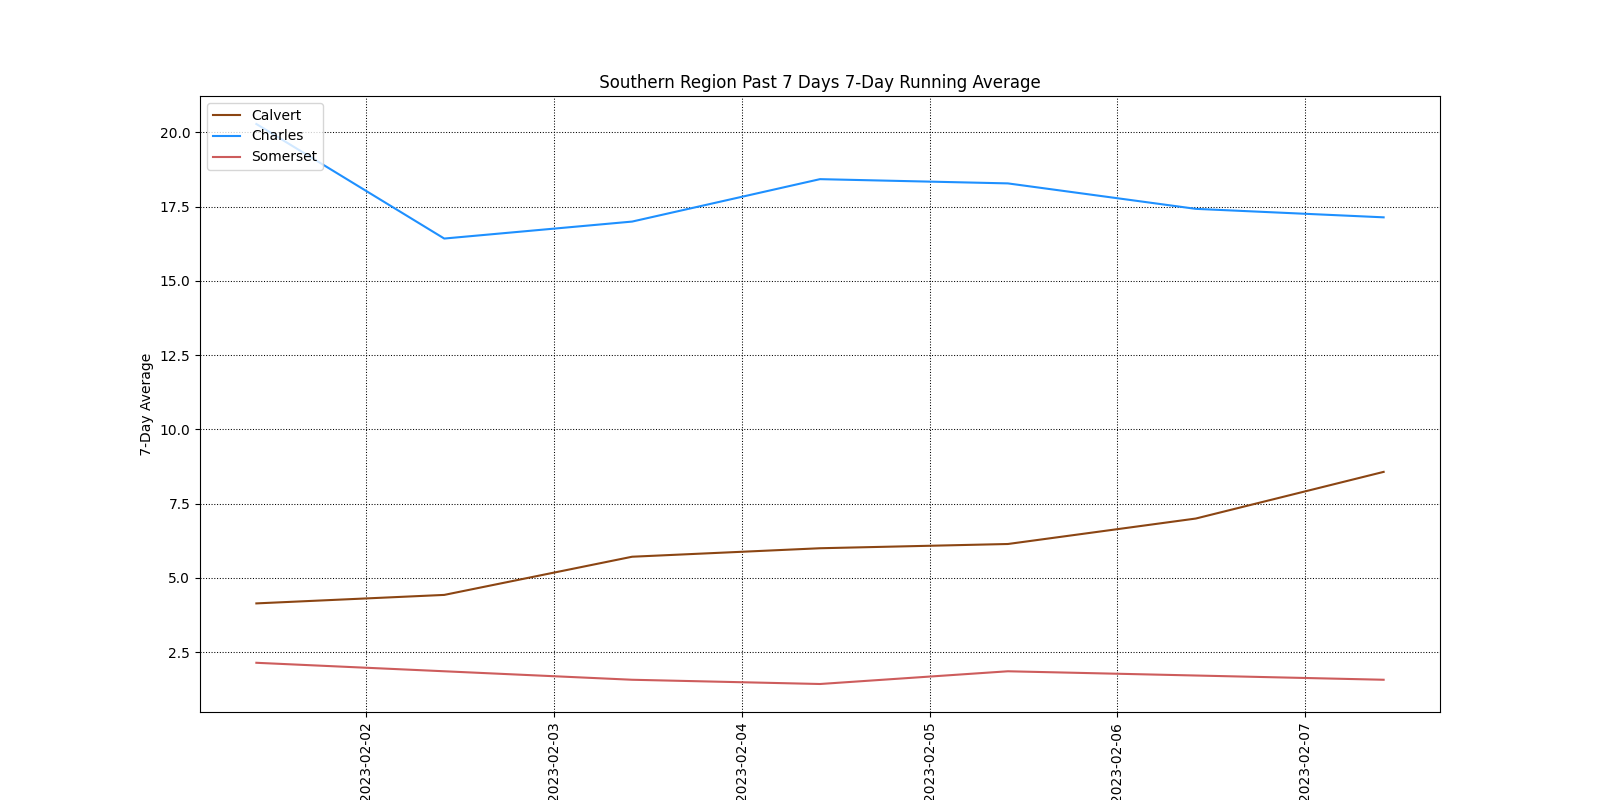 Southern Region Past 7 Days 7-Day Running Average
Calvert
Charles
Somerset
20.0
17.5
15.0
12.5
10.0
7.5
5.0
2.5
7-Day Average
2023-02-02
2023-02-03
2023-02-04
2023-02-05
2023-02-06
2023-02-07